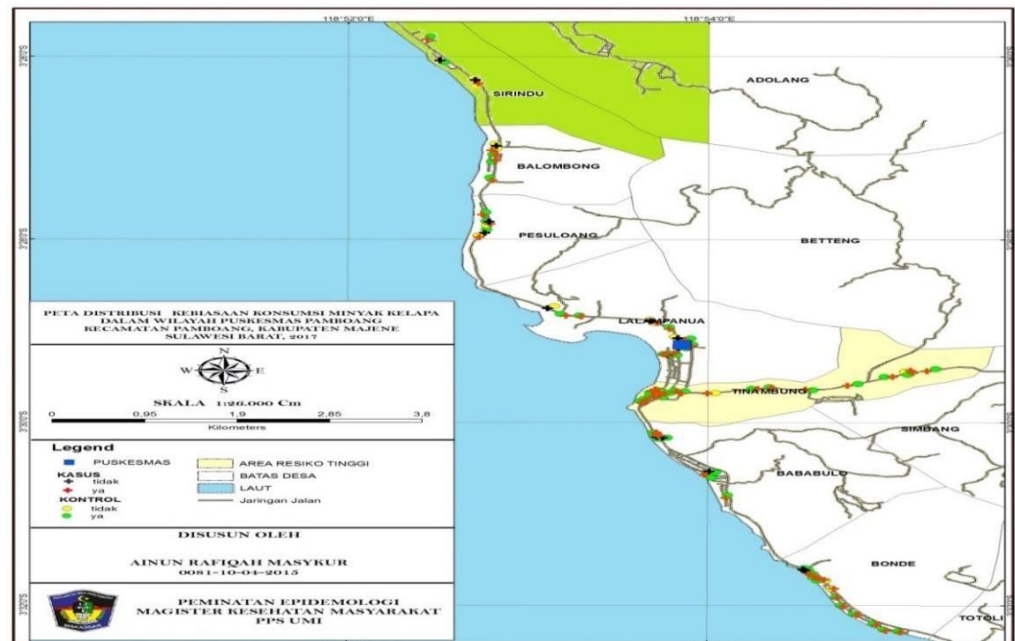 118°52'0"E
118°54'0"E
ADOLANG
SIRINDU
BALOMBONG
PESULOANG
BETTENG
LALAMPANUA
TINAMBUNG
SIMBANG
BABABULO
BONDE
TOTOLI
PETA DISTRIBUSI KEBIASAAN KONSUMSI MINYAK KELAPA
DALAM WILAYAH PUSKESMAS PAMBOANG
KECAMATAN PAMBOANG, KABUPATEN MAJENE
SULAWESI BARAT, 2017
N
W E
S
SKALA 1:26.000 Cm
0 0,95 1,9 2,85 3,8
Kilometers
Legend
PUSKESMAS
KASUS
tidak
ya
KONTROL
tidak
ya
AREA RESIKO TINGGI
BATAS DESA
LAUT
Jaringan Jalan
DISUSUN OLEH
AINUN RAFIQAH MASYKUR
0081-10-04-2015
PEMINATAN EPIDEMOLOGI
MAGISTER KESEHATAN MASYARAKAT
PPS UMI